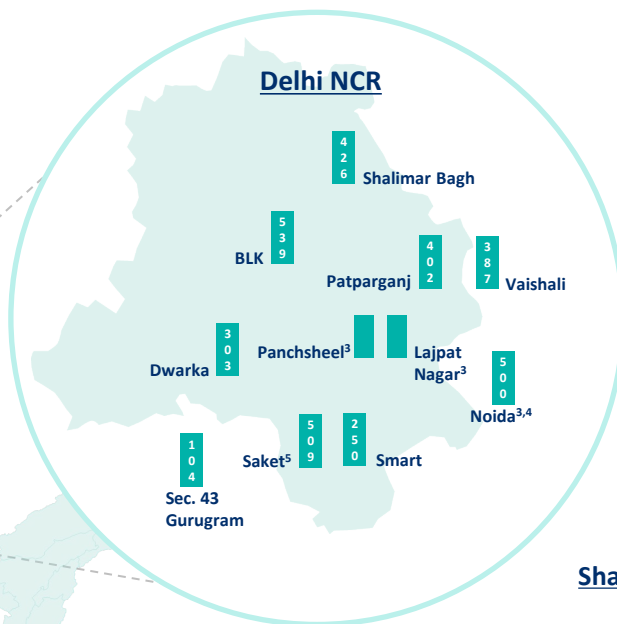 Delhi NCR
426
Shalimar Bagh
539
BLK
402
Patparganj
387
Vaishali
303
Dwarka
Panchsheel³
Lajpat
Nagar³
500
Noida³,⁴
509
Saket⁵
250
Smart
104
Sec. 43
Gurugram
Sha